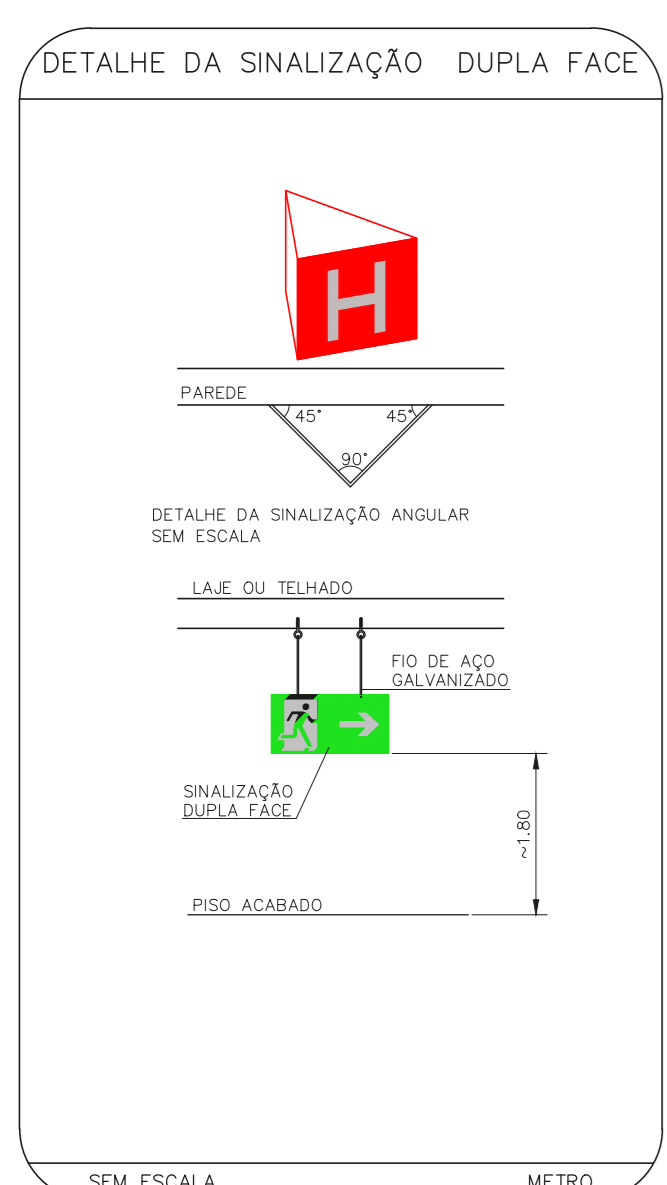 DETALHE DA SINALIZAÇÃO DUPLA FACE
H
PAREDE
45°
45°
90°
DETALHE DA SINALIZAÇÃO ANGULAR
SEM ESCALA
LAJE OU TELHADO
FIO DE AÇO
GALVANIZADO
SINALIZAÇÃO
DUPLA FACE
~1.80
PISO ACABADO
SEM ESCALA
METRO